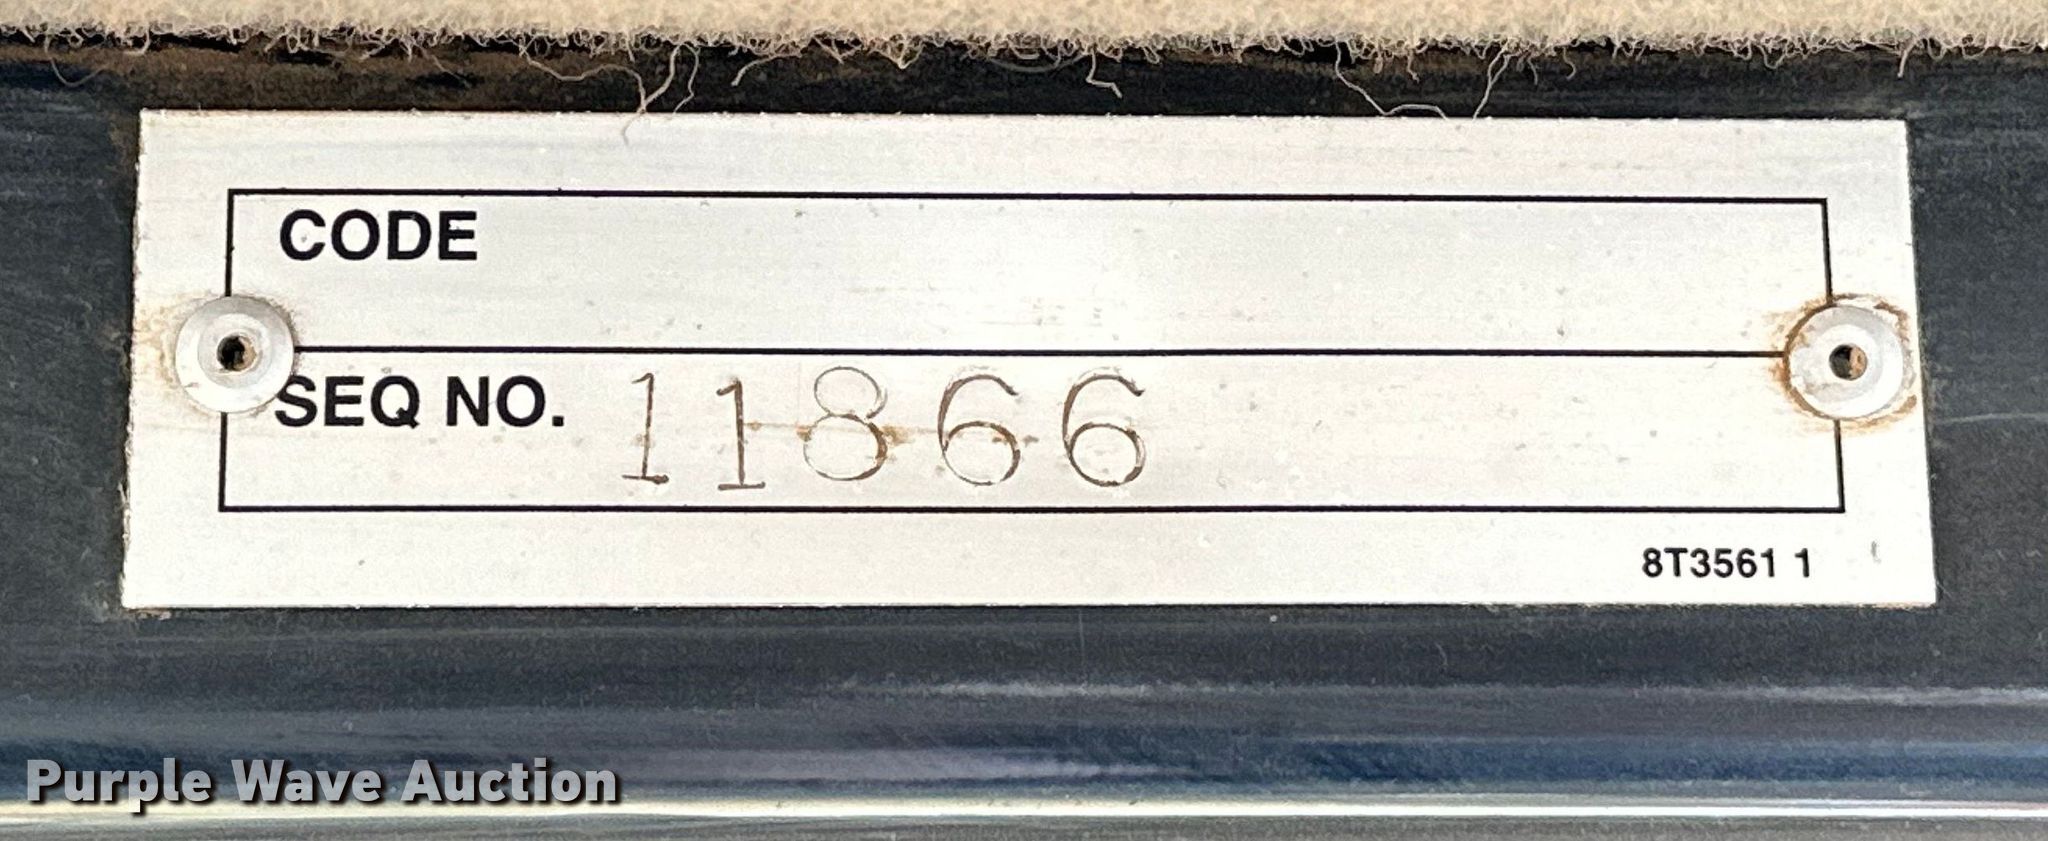 CODE
SEQ NO. 11866
8T3561 1
Purple Wave Auction